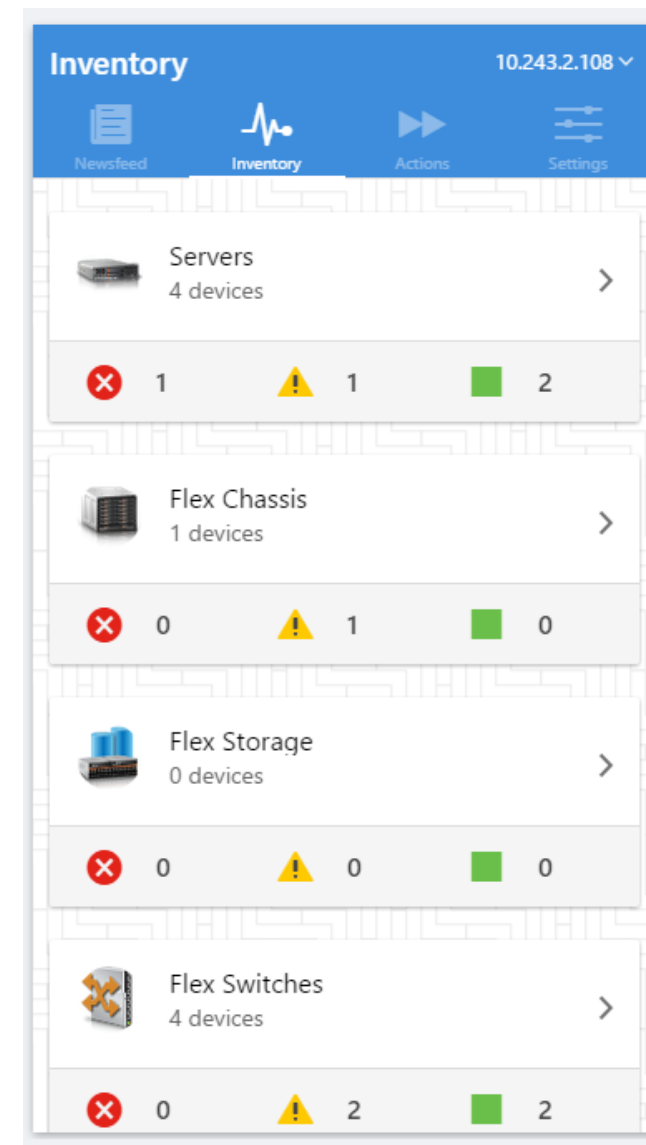 Inventory 10.243.2.108
Newsfeed Inventory Actions Settings
Servers
4 devices
1 1 2
Flex Chassis
1 devices
0 1 0
Flex Storage
0 devices
0 0 0
Flex Switches
4 devices
0 2 2